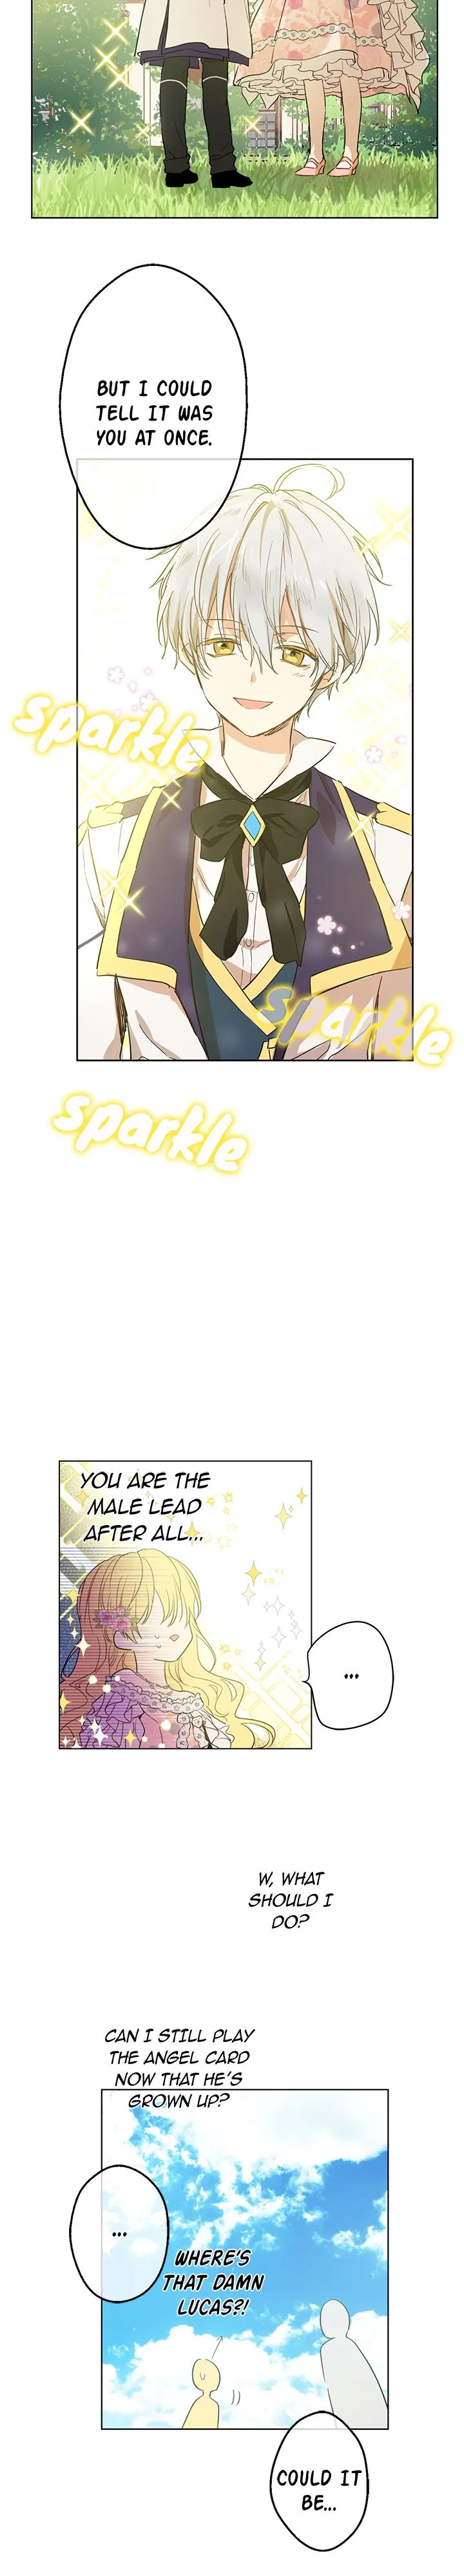 BUT I COULD
TELL IT WAS
YOU AT ONCE.
sparkle
sparkle
sparkle
YOU ARE THE
MALE LEAD
AFTER ALL...
...
W, WHAT
SHOULD I
DO?
CAN I STILL PLAY
THE ANGEL CARD
NOW THAT HE'S
GROWN UP?
...
WHERE'S
THAT DAMN
LUCAS?!
COULD IT
BE...